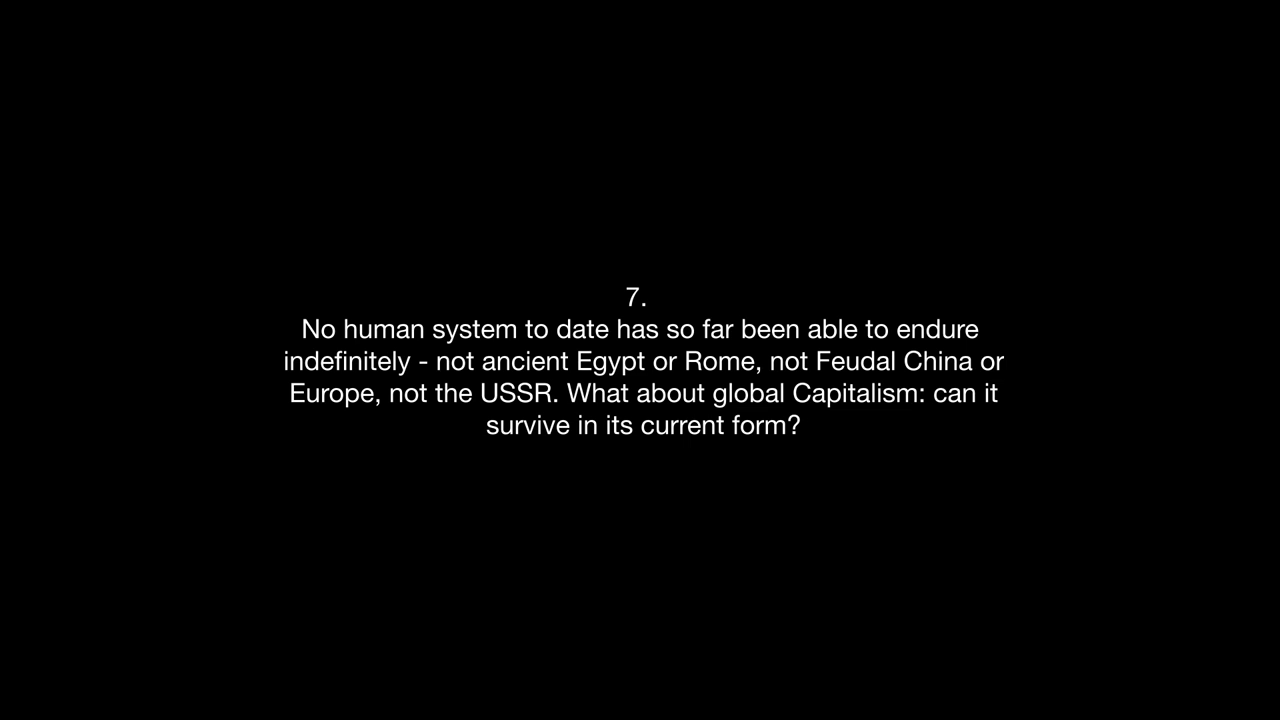 7.
No human system to date has so far been able to endure
indefinitely - not ancient Egypt or Rome, not Feudal China or
Europe, not the USSR. What about global Capitalism: can it
survive in its current form?